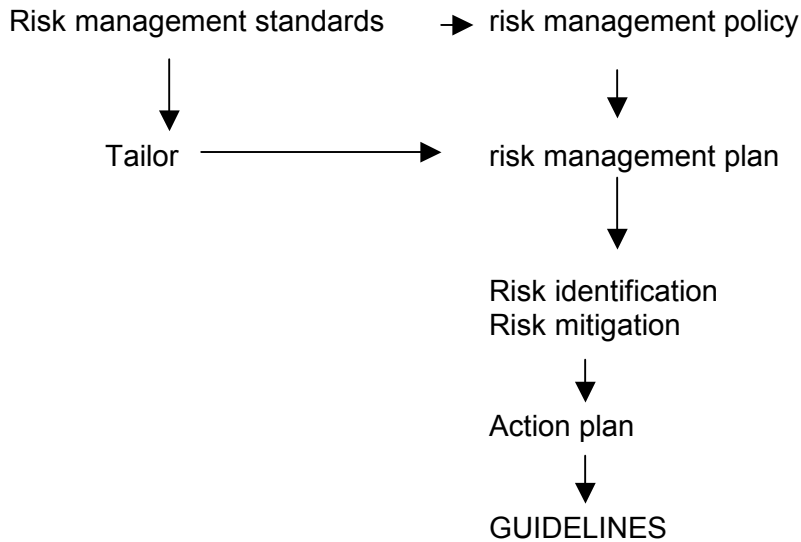 Risk management standards
risk management policy
Tailor
risk management plan
Risk identification
Risk mitigation
Action plan
GUIDELINES